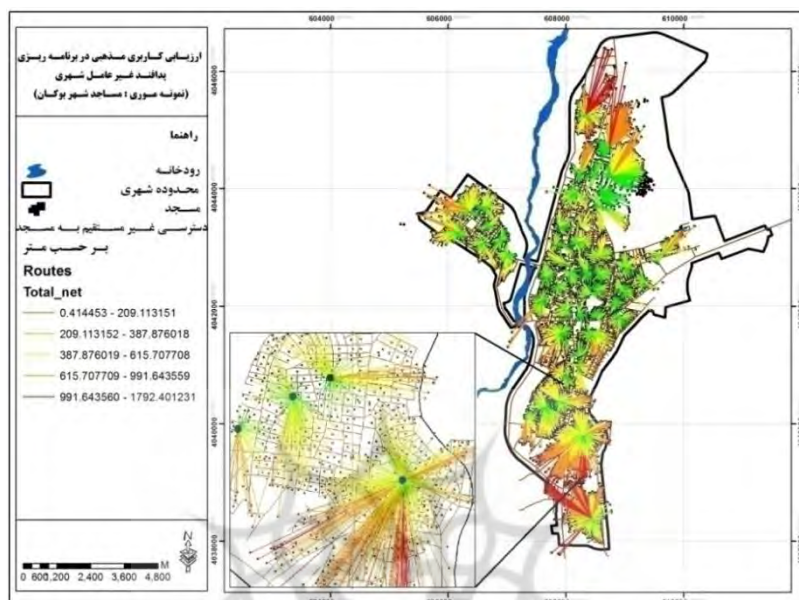 604000 606000 608000 610000
ارزیابی کاربری مذهبی در برنامه ریزی
پدافند غیر عامل شهری
(نمونه موری : مساجد شهر بوکان)
راهنما
رودخانه
محدوده شهری
مسجد
دسترسی غیر مستقیم به مسجد
بر حسب متر
Routes
Total_net
0.414453 - 209.113151
209.113152 - 387.876018
387.876019 - 615.707708
615.707709 - 991.643559
991.643560 - 1792.401231
N
0 600 1,200 2,400 3,600 4,800 M
4046000
4044000
4042000
4040000
4038000